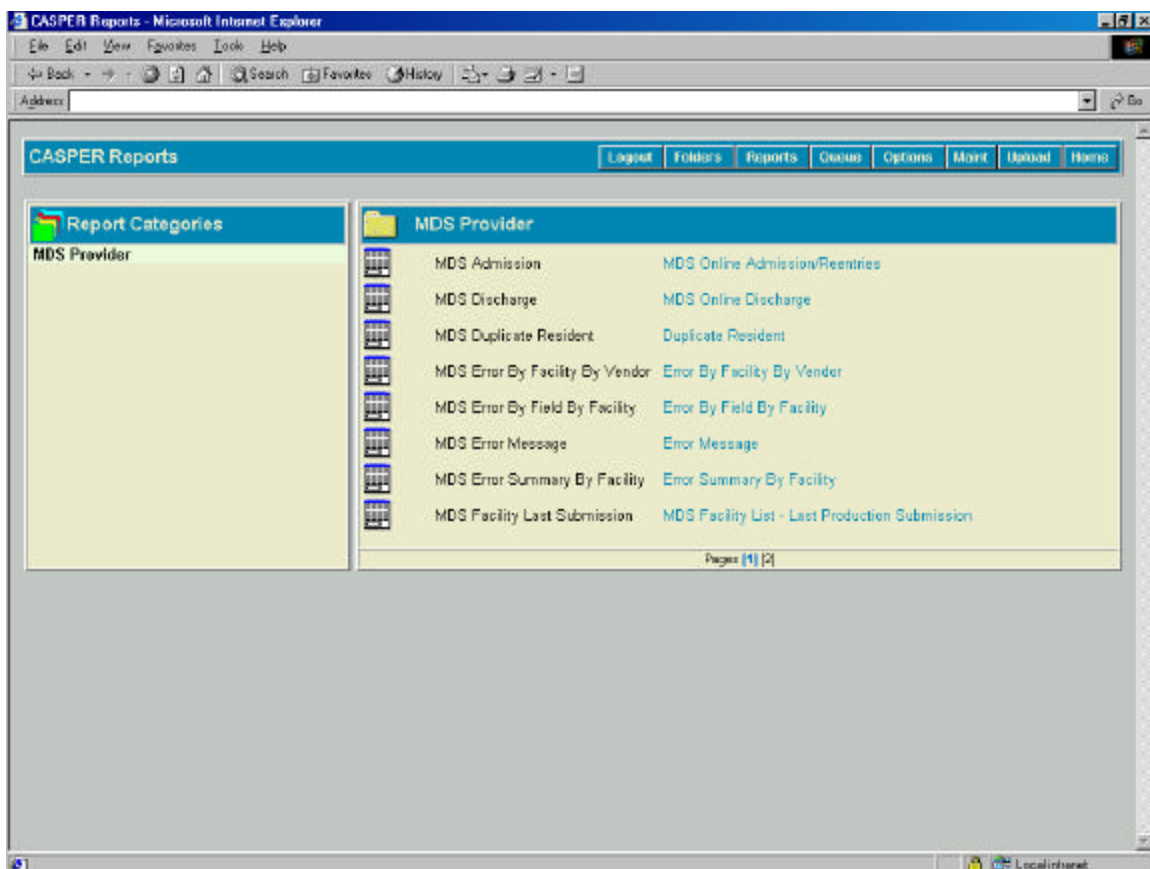 CASPER Reports - Microsoft Internet Explorer
File Edit View Favorites Tools Help
Back Search Favorites History
Address Go
CASPER Reports Logout Folders Reports Queue Options Maint Upload Home
Report Categories
MDS Provider
MDS Provider
MDS Admission MDS Online Admission/Reentries
MDS Discharge MDS Online Discharge
MDS Duplicate Resident Duplicate Resident
MDS Error By Facility By Vendor Error By Facility By Vendor
MDS Error By Field By Facility Error By Field By Facility
MDS Error Message Error Message
MDS Error Summary By Facility Error Summary By Facility
MDS Facility Last Submission MDS Facility List - Last Production Submission
Pages [1] [2]
Local intranet